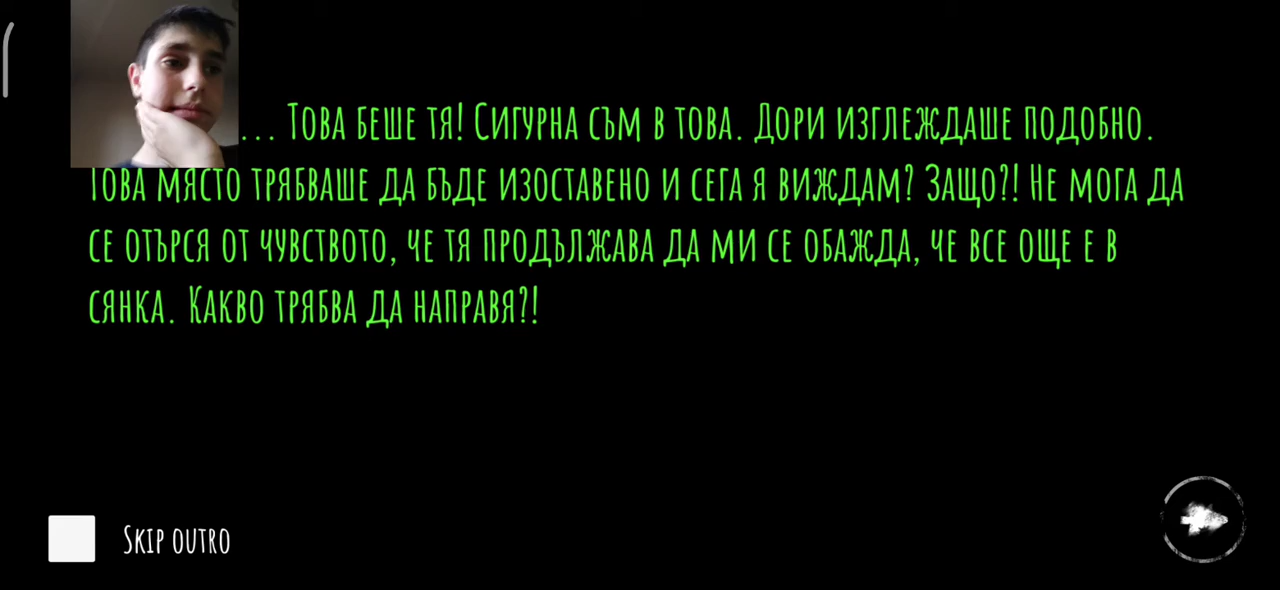 ... Това беше тя! Сигурна съм в това. Дори изглеждаше подобно.
Това място трябваше да бъде изоставено и сега я виждам? Защо?! Не мога да
се отърся от чувството, че тя продължава да ми се обажда, че все още е в
сянка. Какво трябва да направя?!
Skip outro